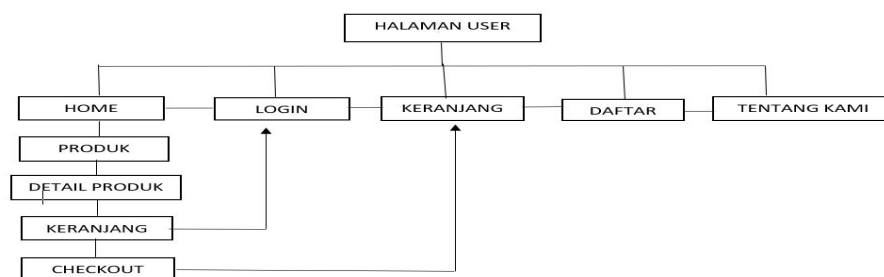 HALAMAN USER
HOME
LOGIN
KERANJANG
DAFTAR
TENTANG KAMI
PRODUK
DETAIL PRODUK
KERANJANG
CHECKOUT